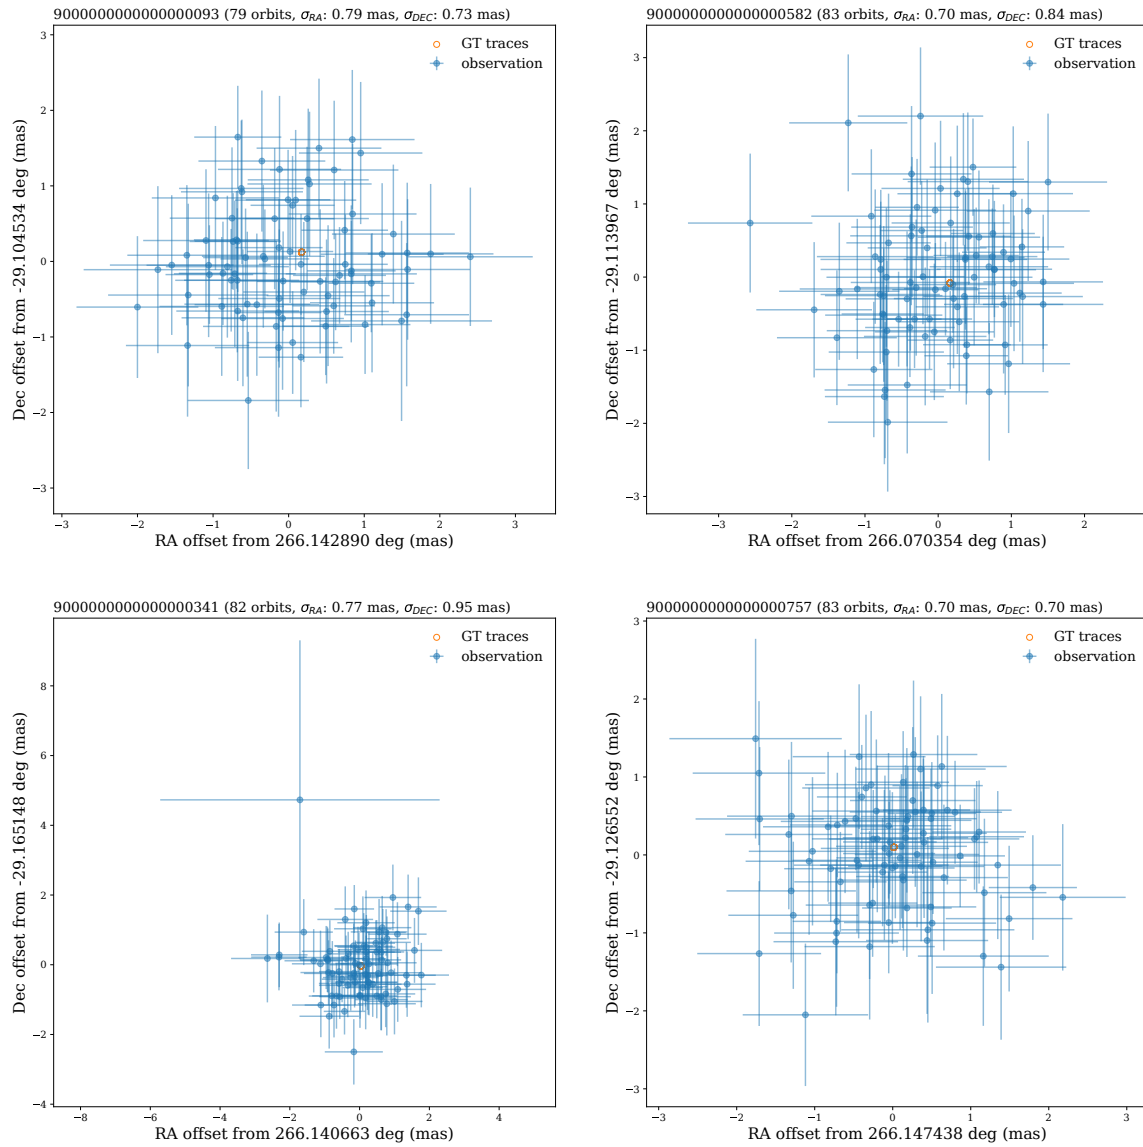 9000000000000000093 (79 orbits, σRA: 0.79 mas, σDEC: 0.73 mas)
GT traces
observation
3
2
1
0
−1
−2
−3
Dec offset from -29.104534 deg (mas)
−3 −2 −1 0 1 2 3
RA offset from 266.142890 deg (mas)
9000000000000000582 (83 orbits, σRA: 0.70 mas, σDEC: 0.84 mas)
GT traces
observation
3
2
1
0
−1
−2
−3
Dec offset from -29.113967 deg (mas)
−3 −2 −1 0 1 2
RA offset from 266.070354 deg (mas)
9000000000000000341 (82 orbits, σRA: 0.77 mas, σDEC: 0.95 mas)
GT traces
observation
8
6
4
2
0
−2
−4
Dec offset from -29.165148 deg (mas)
−8 −6 −4 −2 0 2 4
RA offset from 266.140663 deg (mas)
9000000000000000757 (83 orbits, σRA: 0.70 mas, σDEC: 0.70 mas)
GT traces
observation
3
2
1
0
−1
−2
−3
Dec offset from -29.126552 deg (mas)
−3 −2 −1 0 1 2 3
RA offset from 266.147438 deg (mas)